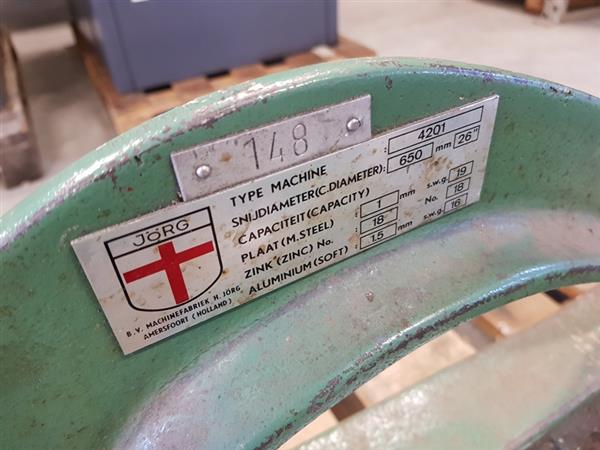 148
JÖRG
B.V. MACHINEFABRIEK H. JÖRG
AMERSFOORT (HOLLAND)
TYPE MACHINE : 4201
SNIJDIAMETER (C. DIAMETER) : 650 mm 26"
CAPACITEIT (CAPACITY)
PLAAT (M. STEEL) : 1 mm s.w.g. 19
ZINK (ZINC) No. : 18 No. 18
ALUMINIUM (SOFT) : 1.5 mm s.w.g. 16